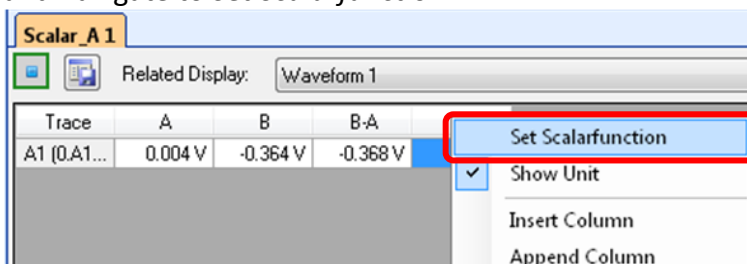 Scalar_A 1
Related Display: Waveform 1
Trace A B B-A
A1 (0.A1... 0.004 V -0.364 V -0.368 V
Set Scalarfunction
Show Unit
Insert Column
Append Column